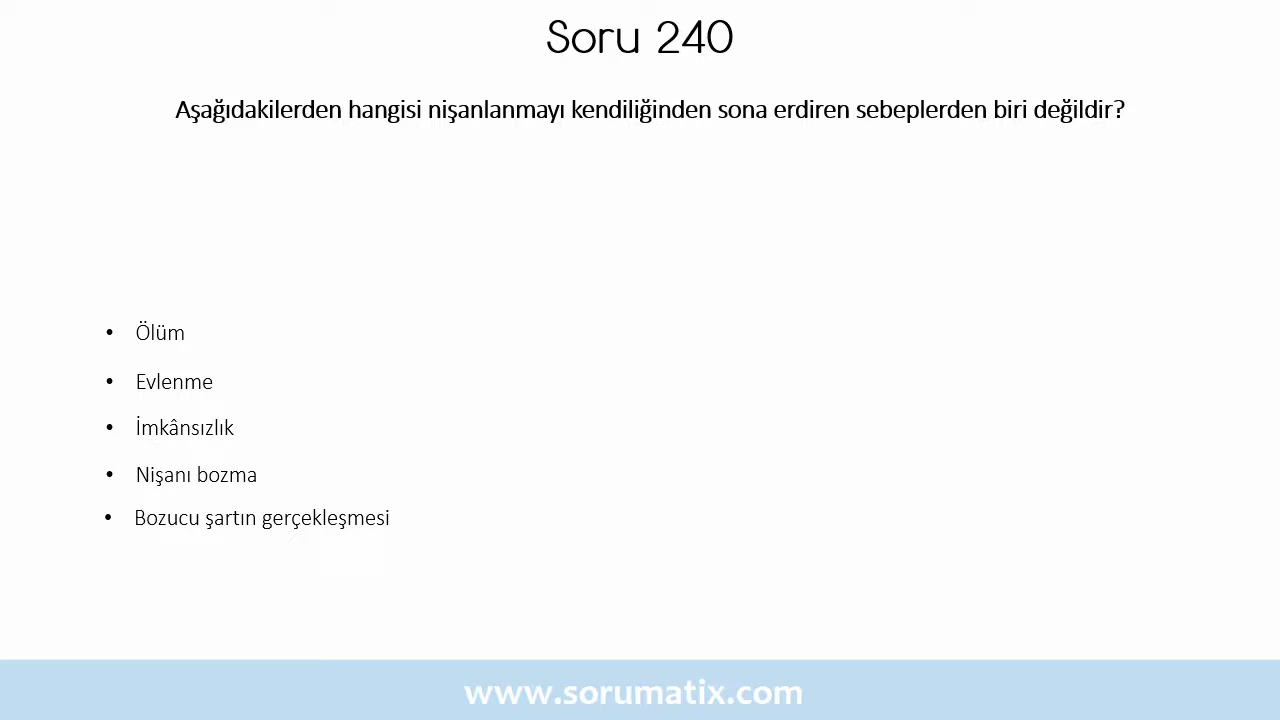 Soru 240
Aşağıdakilerden hangisi nişanlanmayı kendiliğinden sona erdiren sebeplerden biri değildir?
• Ölüm
• Evlenme
• İmkânsızlık
• Nişanı bozma
• Bozucu şartın gerçekleşmesi
www.sorumatix.com